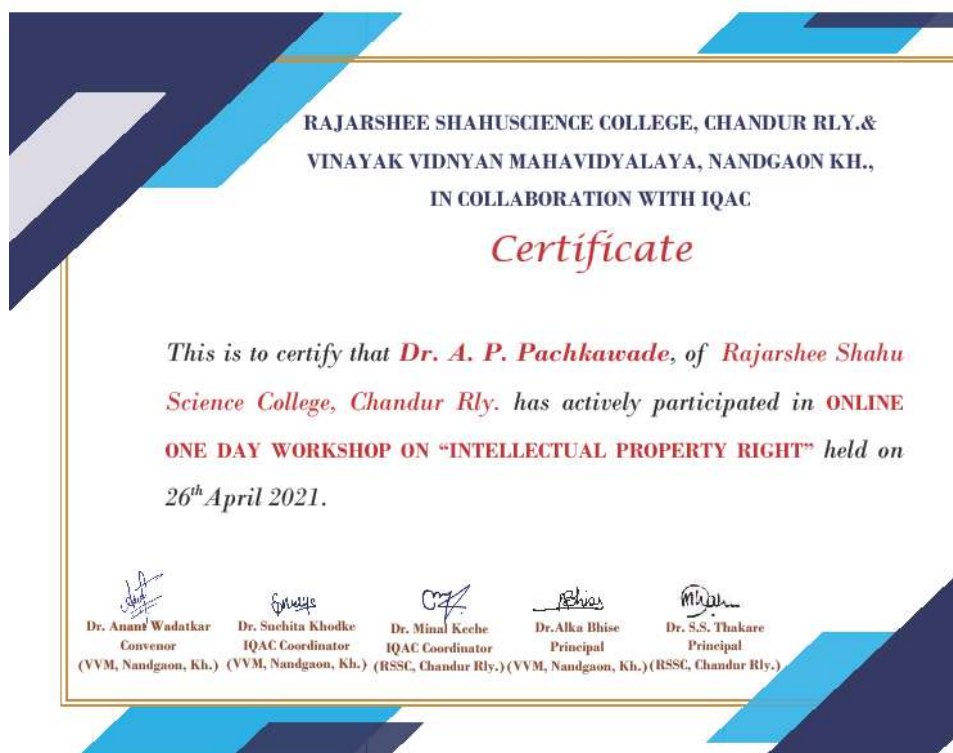 RAJARSHEE SHAHUSCIENCE COLLEGE, CHANDUR RLY.&
VINAYAK VIDNYAN MAHAVIDYALAYA, NANDGAON KH.,
IN COLLABORATION WITH IQAC
Certificate
This is to certify that Dr. A. P. Pachkawade, of Rajarshee Shahu
Science College, Chandur Rly. has actively participated in ONLINE
ONE DAY WORKSHOP ON “INTELLECTUAL PROPERTY RIGHT” held on
26th April 2021.
Dr. Anant Wadatkar Dr. Suchita Khodke Dr. Minal Keche Dr.Alka Bhise Dr. S.S. Thakare
Convenor IQAC Coordinator IQAC Coordinator Principal Principal
(VVM, Nandgaon, Kh.) (VVM, Nandgaon, Kh.) (RSSC, Chandur Rly.) (VVM, Nandgaon, Kh.) (RSSC, Chandur Rly.)